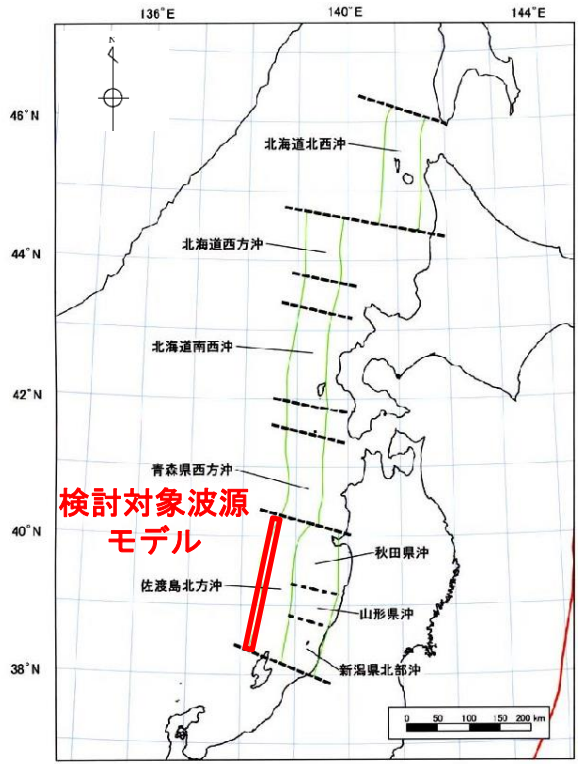 136°E
140°E
144°E
N
46°N
北海道北西沖
44°N
北海道西方沖
北海道南西沖
42°N
青森県西方沖
検討対象波源
モデル
40°N
秋田県沖
佐渡島北方沖
山形県沖
38°N
新潟県北部沖
0 50 100 150 200 km